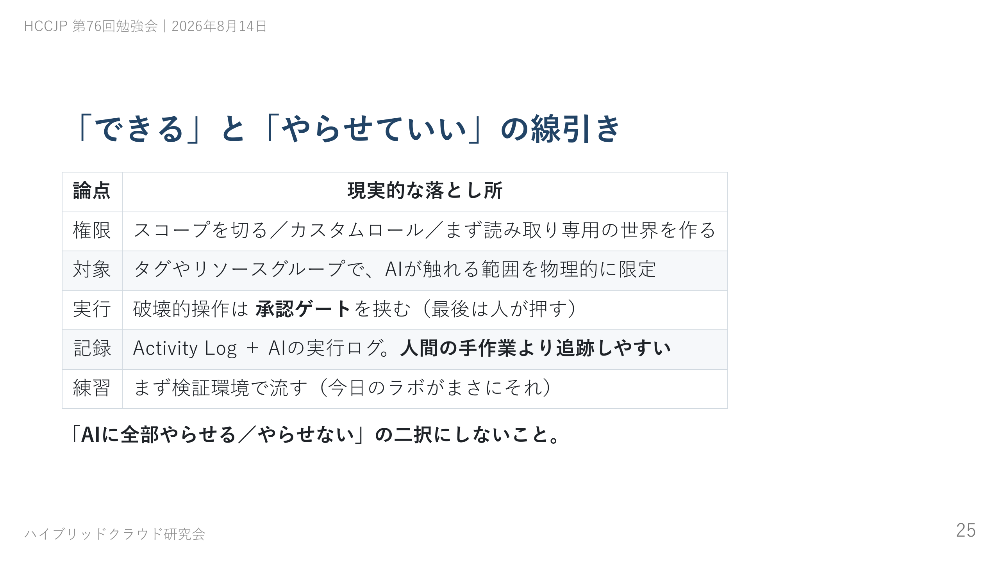 HCCJP 第76回勉強会 | 2026年8月14日
「できる」と「やらせていい」の線引き
論点 現実的な落とし所
権限 スコープを切る／カスタムロール／まず読み取り専用の世界を作る
対象 タグやリソースグループで、AIが触れる範囲を物理的に限定
実行 破壊的操作は 承認ゲートを挟む（最後は人が押す）
記録 Activity Log + AIの実行ログ。人間の手作業より追跡しやすい
練習 まず検証環境で流す（今日のラボがまさにそれ）
「AIに全部やらせる／やらせない」の二択にしないこと。
ハイブリッドクラウド研究会
25